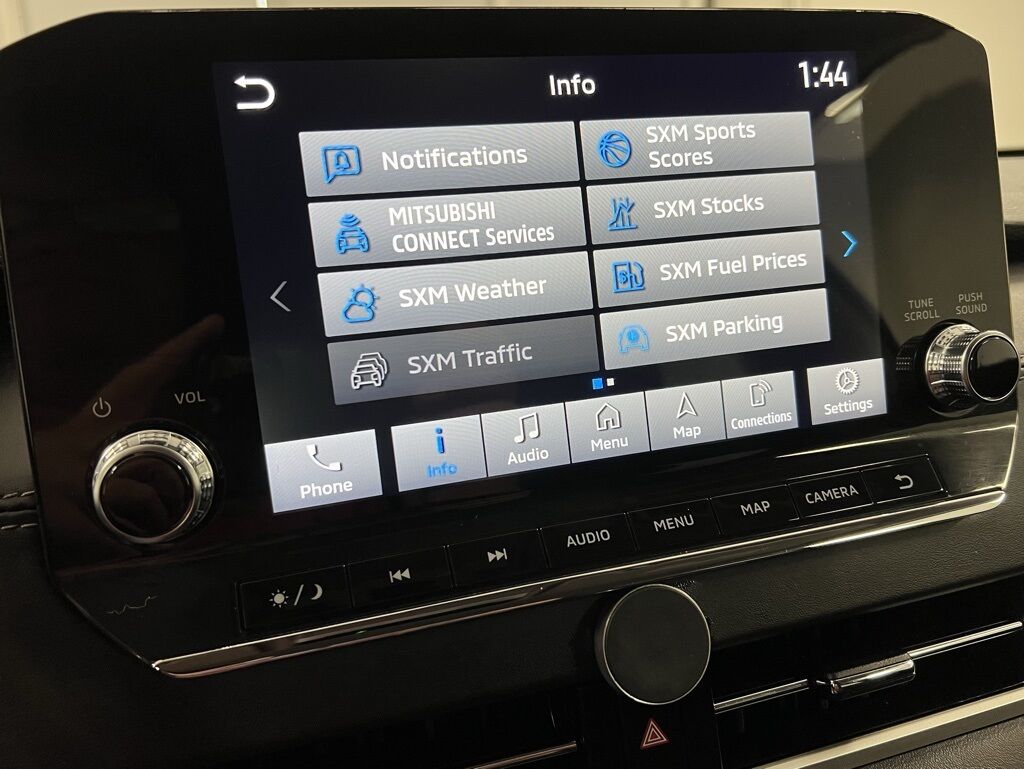 Info
1:44
Notifications
SXM Sports
Scores
MITSUBISHI
CONNECT Services
SXM Stocks
SXM Weather
SXM Fuel Prices
SXM Traffic
SXM Parking
Phone
Info
Audio
Menu
Map
Connections
Settings
VOL
TUNE
SCROLL
PUSH
SOUND
AUDIO
MENU
MAP
CAMERA